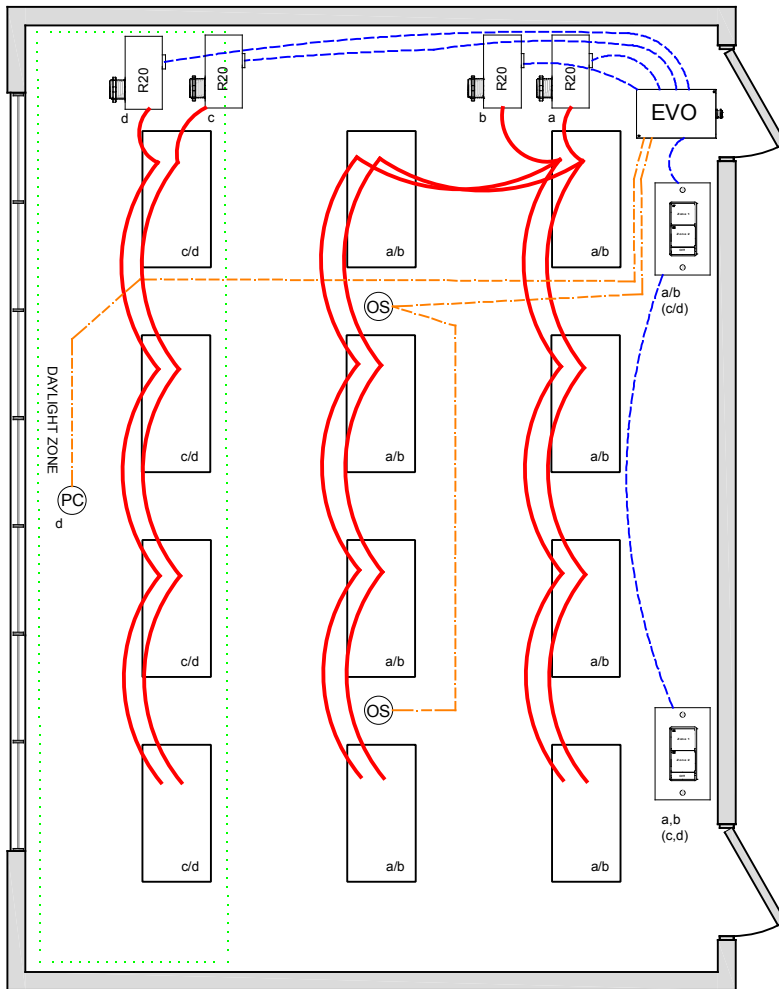 R20
R20
R20
R20
EVO
d
c
b
a
c/d
a/b
a/b
a/b
(c/d)
OS
DAYLIGHT ZONE
c/d
a/b
a/b
PC
d
c/d
a/b
a/b
OS
a,b
(c,d)
c/d
a/b
a/b